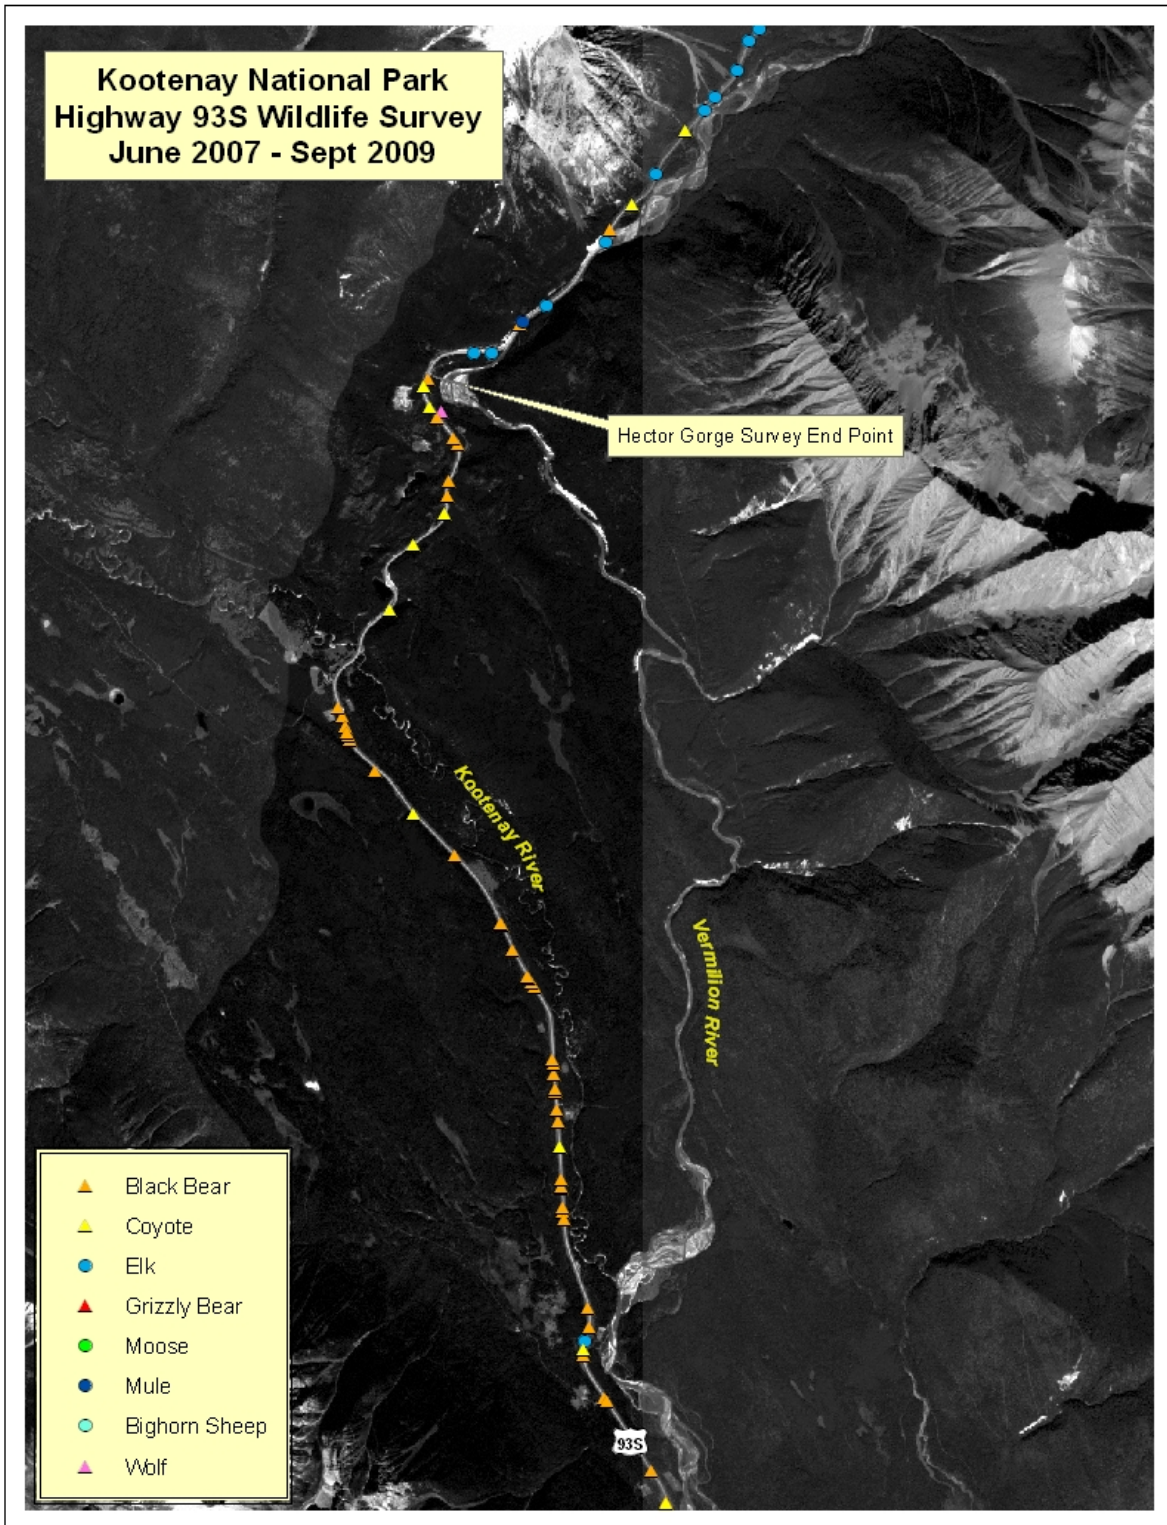 Kootenay National Park
Highway 93S Wildlife Survey
June 2007 - Sept 2009
Hector Gorge Survey End Point
Kootenay River
Vermilion River
Black Bear
Coyote
Elk
Grizzly Bear
Moose
Mule
Bighorn Sheep
Wolf
93S